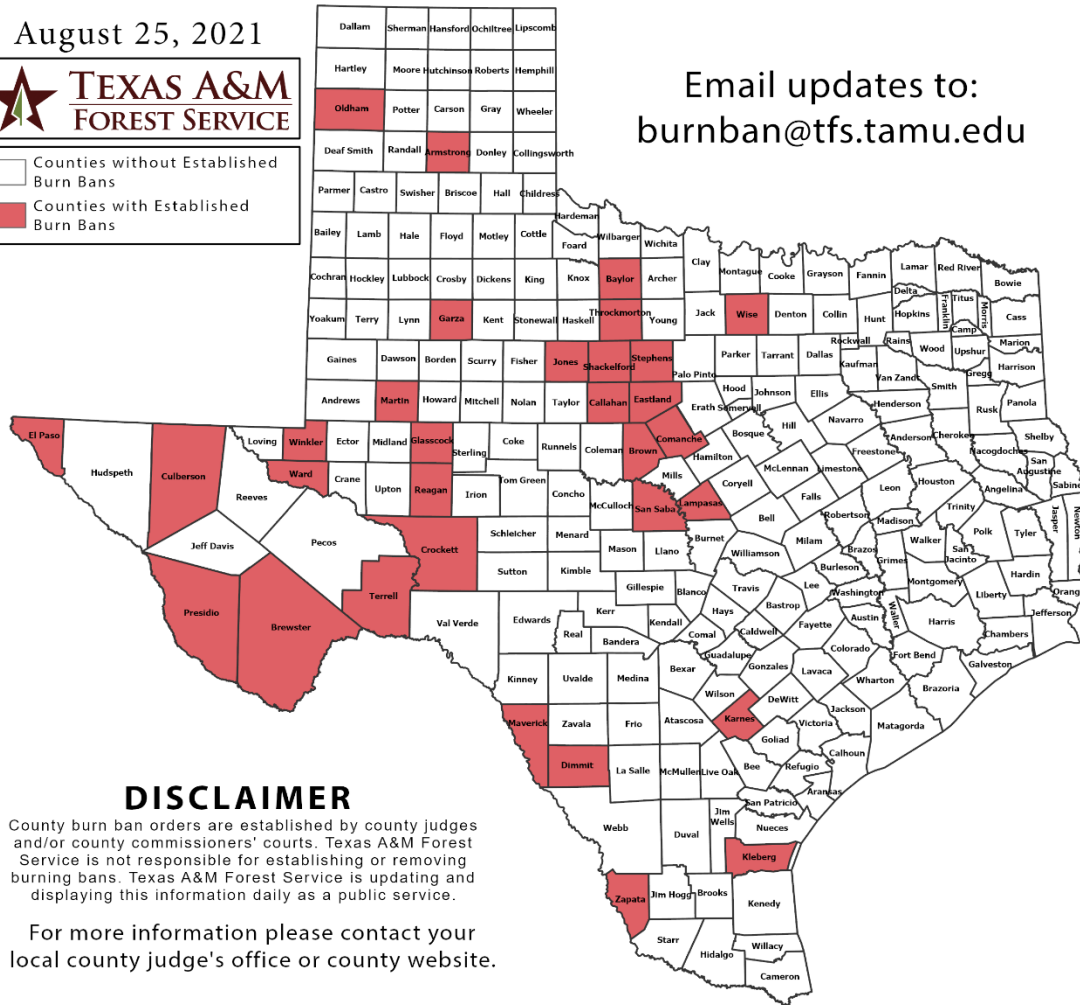 August 25, 2021
TEXAS A&M
FOREST SERVICE
Counties without Established
Burn Bans
Counties with Established
Burn Bans
Email updates to:
burnban@tfs.tamu.edu
Dallam Sherman Hansford Ochiltree Lipscomb
Hartley Moore Hutchinson Roberts Hemphill
Oldham Potter Carson Gray Wheeler
Deaf Smith Randall Armstrong Donley Collingsworth
Parmer Castro Swisher Briscoe Hall Childress
Hardeman
Bailey Lamb Hale Floyd Motley Cottle Foard Wilbarger Wichita
Clay Montague Cooke Grayson Fannin Lamar Red River Bowie
Cochran Hockley Lubbock Crosby Dickens King Knox Baylor Archer
Delta Franklin Titus Morris Cass
Yoakum Terry Lynn Garza Kent Stonewall Haskell Throckmorton Young Jack Wise Denton Collin Hunt Hopkins Camp
Rockwall Rains Wood Upshur Marion
Gaines Dawson Borden Scurry Fisher Jones Shackelford Stephens Palo Pinto Parker Tarrant Dallas Kaufman Van Zandt Gregg Harrison
Smith
Andrews Martin Howard Mitchell Nolan Taylor Callahan Eastland Erath Hood Somervell Johnson Ellis Henderson Rusk Panola
Navarro
El Paso Hudspeth Culberson Reeves Loving Winkler Ector Midland Glasscock Sterling Coke Runnels Coleman Brown Comanche Hamilton Bosque Hill Freestone Anderson Cherokee Nacogdoches Shelby
San
Augustine Sabine
Ward Crane Upton Reagan Irion Tom Green Concho McCulloch San Saba Mills Lampasas Coryell McLennan Limestone Leon Houston Angelina
Falls Trinity
Jeff Davis Pecos Crockett Schleicher Menard Mason Llano Burnet Bell Milam Robertson Madison Walker San
Jacinto Polk Tyler Jasper Newton
Sutton Kimble Williamson Brazos Grimes
Burleson
Presidio Brewster Terrell Val Verde Edwards Gillespie Blanco Travis Lee Washington Montgomery Liberty Hardin Orang
Kerr Real Bandera Kendall Hays Bastrop Austin Waller Harris Jefferson
Comal Caldwell Fayette Chambers
Guadalupe Colorado Fort Bend Galveston
Kinney Uvalde Medina Bexar Gonzales Lavaca Wharton Brazoria
Wilson DeWitt
Maverick Zavala Frio Atascosa Karnes Victoria Jackson Matagorda
Goliad Calhoun
Dimmit La Salle McMullen Live Oak Bee Refugio
Aransas
San Patricio
Webb Duval Jim
Wells Nueces
Kleberg
Zapata Jim Hogg Brooks Kenedy
Starr Hidalgo Willacy
Cameron
DISCLAIMER
County burn ban orders are established by county judges
and/or county commissioners' courts. Texas A&M Forest
Service is not responsible for establishing or removing
burning bans. Texas A&M Forest Service is updating and
displaying this information daily as a public service.
For more information please contact your
local county judge's office or county website.